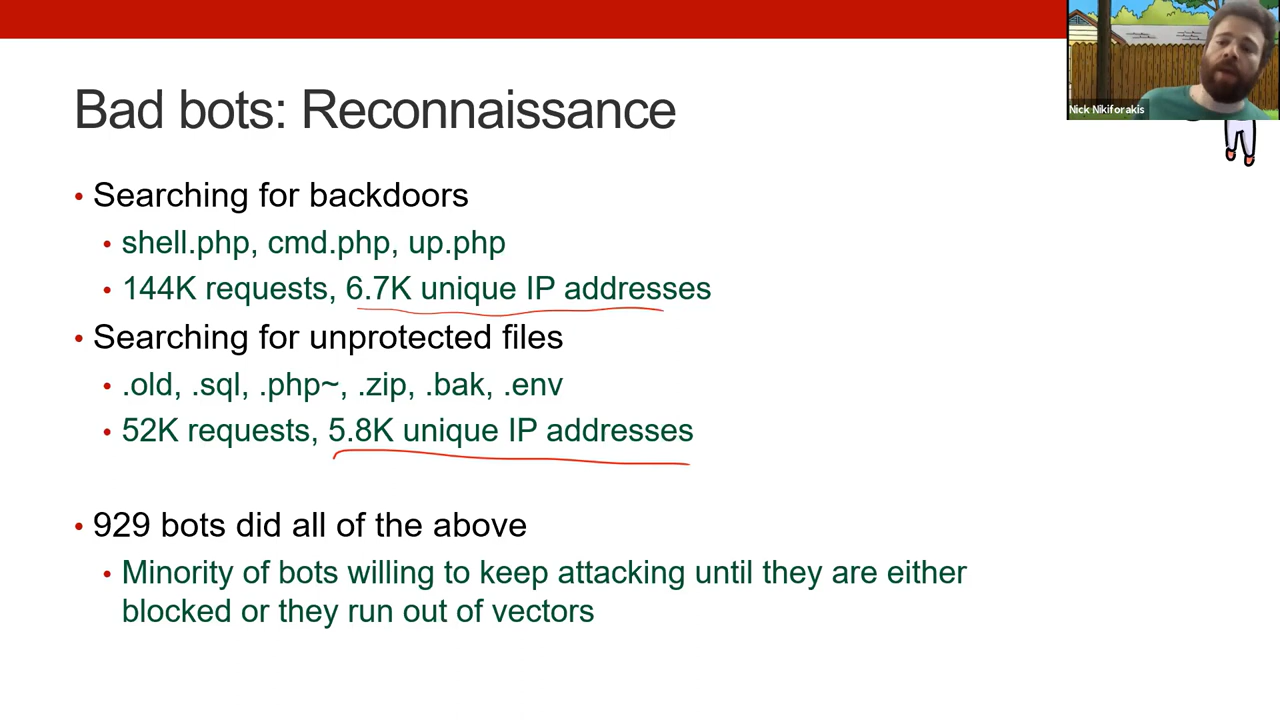 Bad bots: Reconnaissance
Nick Nikiforakis
• Searching for backdoors
• shell.php, cmd.php, up.php
• 144K requests, 6.7K unique IP addresses
• Searching for unprotected files
• .old, .sql, .php~, .zip, .bak, .env
• 52K requests, 5.8K unique IP addresses
• 929 bots did all of the above
• Minority of bots willing to keep attacking until they are either
blocked or they run out of vectors